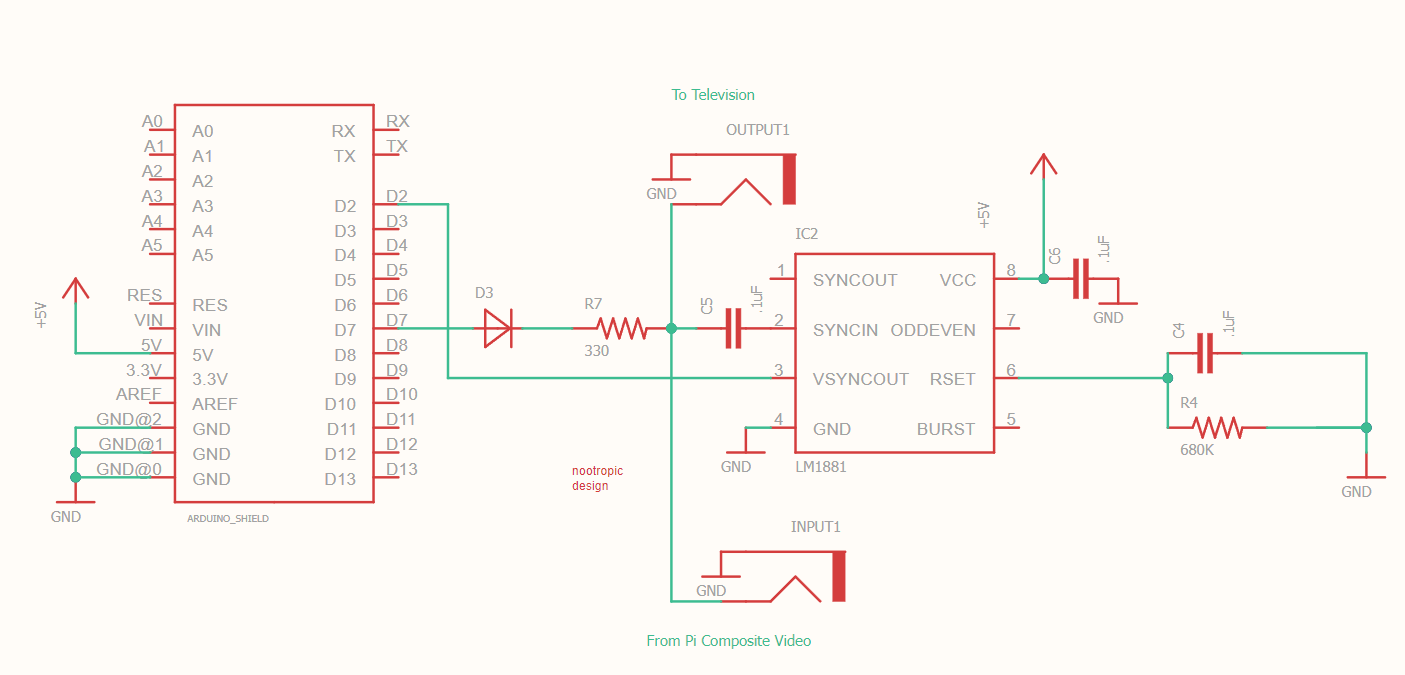 To Television
OUTPUT1
GND
A0
A1
A2
A3
A4
A5
RES
VIN
5V
3.3V
AREF
GND@2
GND@1
GND@0
+5V
GND
A0
A1
A2
A3
A4
A5
RES
VIN
5V
3.3V
AREF
GND
GND
GND
RX
TX
D2
D3
D4
D5
D6
D7
D8
D9
D10
D11
D12
D13
RX
TX
D2
D3
D4
D5
D6
D7
D8
D9
D10
D11
D12
D13
ARDUINO_SHIELD
D3
R7
330
C5
.1uF
IC2
1
2
3
4
SYNCOUT
SYNCIN
VSYNCOUT
GND
VCC
ODDEVEN
RSET
BURST
8
7
6
5
LM1881
GND
+5V
C6
.1uF
GND
C4
.1uF
R4
680K
GND
nootropic
design
INPUT1
GND
From Pi Composite Video